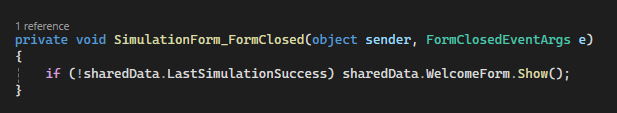 1 reference
private void SimulationForm_FormClosed(object sender, FormClosedEventArgs e)
{
if (!sharedData.LastSimulationSuccess) sharedData.WelcomeForm.Show();
}